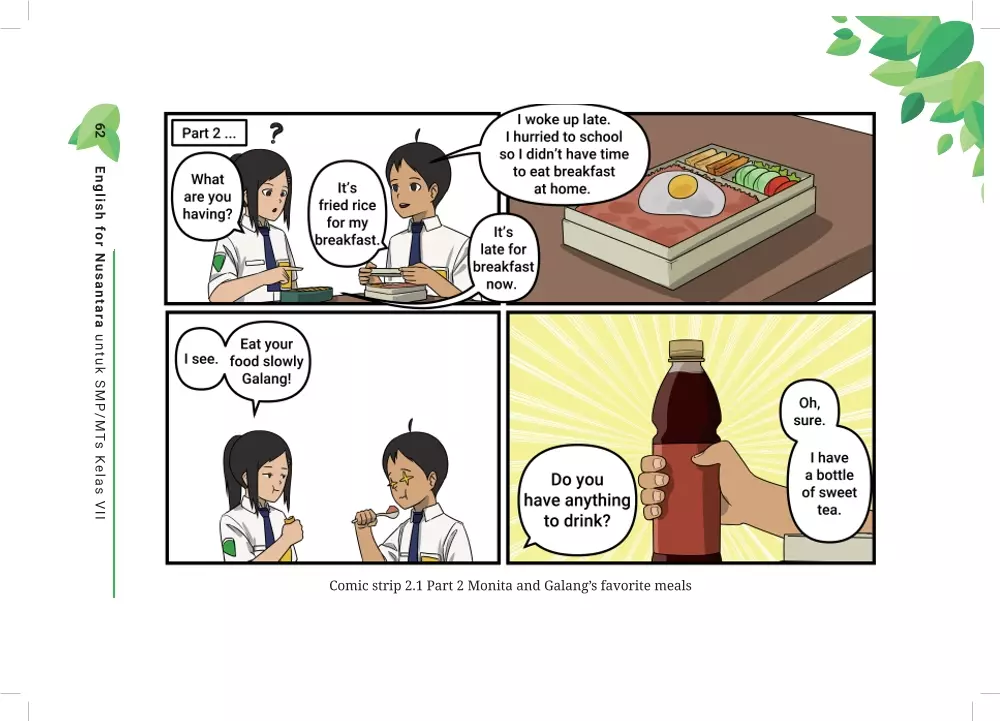 62
English for Nusantara untuk SMP/MTs Kelas VII
Part 2 ...
?
What
are you
having?
It's
fried rice
for my
breakfast.
I woke up late.
I hurried to school
so I didn't have time
to eat breakfast
at home.
It's
late for
breakfast
now.
I see.
Eat your
food slowly
Galang!
Do you
have anything
to drink?
Oh,
sure.
I have
a bottle
of sweet
tea.
Comic strip 2.1 Part 2 Monita and Galang's favorite meals